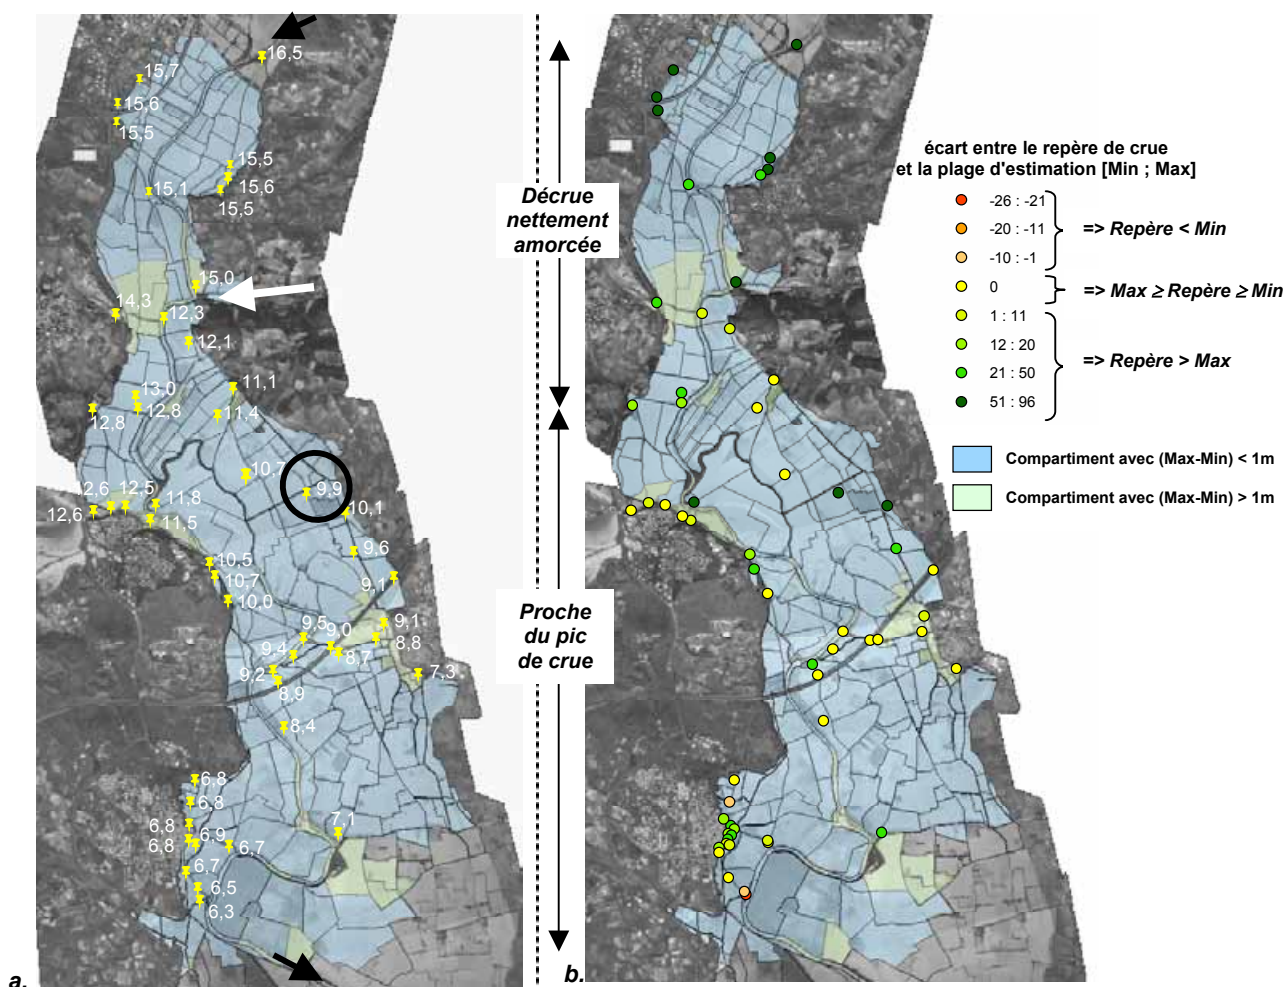 16,5
15,7
15,6
15,5
15,5
15,6
15,5
15,1
15,0
14,3
12,3
12,1
11,1
13,0
12,8
12,8
11,4
10,7
9,9
12,5
11,8
12,6
10,1
11,5
9,6
10,5
10,7
9,1
10,0
9,5
9,0
9,1
8,8
9,4
8,7
9,2
8,9
7,3
8,4
6,8
6,8
6,8
7,1
6,9
6,8
6,7
6,7
6,5
6,3
a.
Décrue
nettement
amorcée
Proche
du pic
de crue
b.
écart entre le repère de crue
et la plage d'estimation [Min ; Max]
-26 : -21
-20 : -11
=> Repère < Min
-10 : -1
0
=> Max ≥ Repère ≥ Min
1 : 11
12 : 20
=> Repère > Max
21 : 50
51 : 96
Compartiment avec (Max-Min) < 1m
Compartiment avec (Max-Min) > 1m